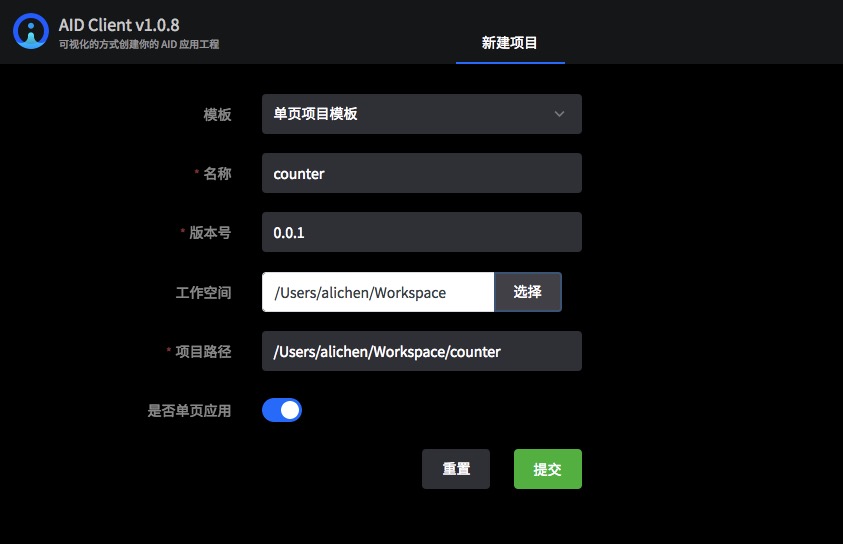 AID Client v1.0.8
可视化的方式创建你的 AID 应用工程
新建项目
模板 单页项目模板
* 名称 counter
* 版本号 0.0.1
工作空间 /Users/alichen/Workspace 选择
* 项目路径 /Users/alichen/Workspace/counter
是否单页应用
重置 提交